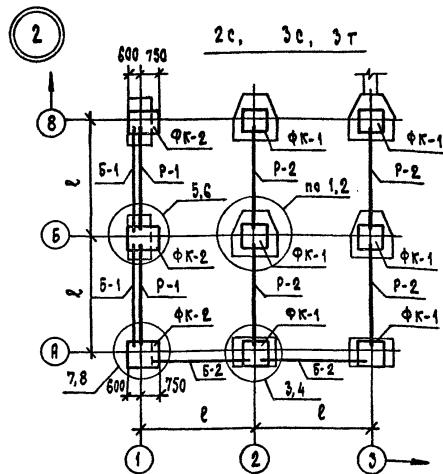 2
2с, 3с, 3т
600 750
В
ФК-2 ФК-1 ФК-1
Б-1 Р-1 Р-2 Р-2
ℓ
5,6 по 1,2
Б
ФК-2 ФК-1 ФК-1
Б-1 Р-1 Р-2 Р-2
ℓ
ФК-2 ФК-1 ФК-1
А
Б-2 Б-2
7,8 600 750 3,4
ℓ ℓ
1 2 3